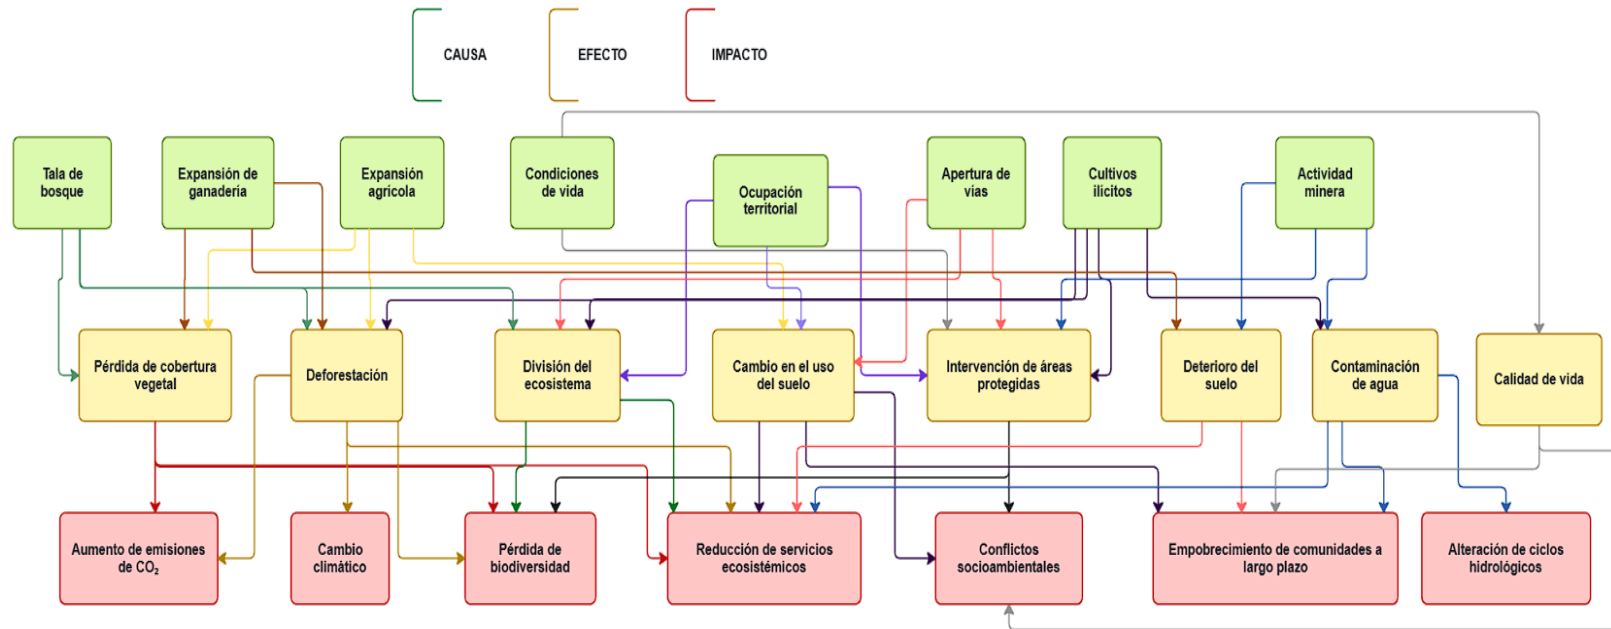 CAUSA
EFECTO
IMPACTO
Tala de
bosque
Expansión de
ganadería
Expansión
agrícola
Condiciones
de vida
Ocupación
territorial
Apertura de
vías
Cultivos
ilícitos
Actividad
minera
Pérdida de cobertura
vegetal
Deforestación
División del
ecosistema
Cambio en el uso
del suelo
Intervención de áreas
protegidas
Deterioro del
suelo
Contaminación
de agua
Calidad de vida
Aumento de emisiones
de CO₂
Cambio
climático
Pérdida de
biodiversidad
Reducción de servicios
ecosistémicos
Conflictos
socioambientales
Empobrecimiento de comunidades a
largo plazo
Alteración de ciclos
hidrológicos